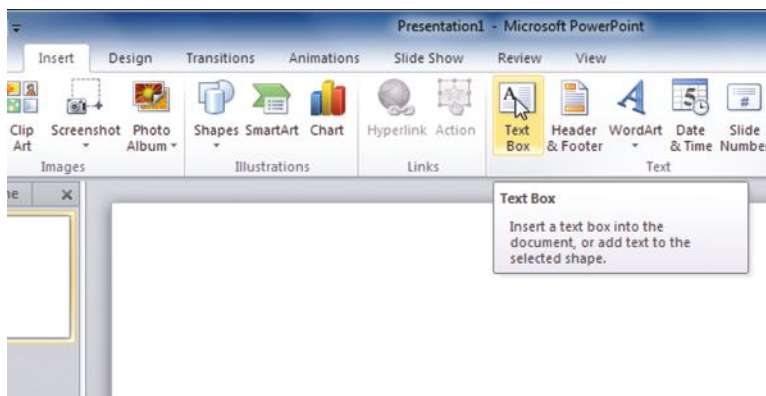 Presentation1 - Microsoft PowerPoint
Insert Design Transitions Animations Slide Show Review View
Clip Art
Screenshot
Photo Album
Shapes
SmartArt
Chart
Hyperlink
Action
Text Box
Header & Footer
WordArt
Date & Time
Slide Number
Images Illustrations Links Text
Text Box
Insert a text box into the
document, or add text to the
selected shape.